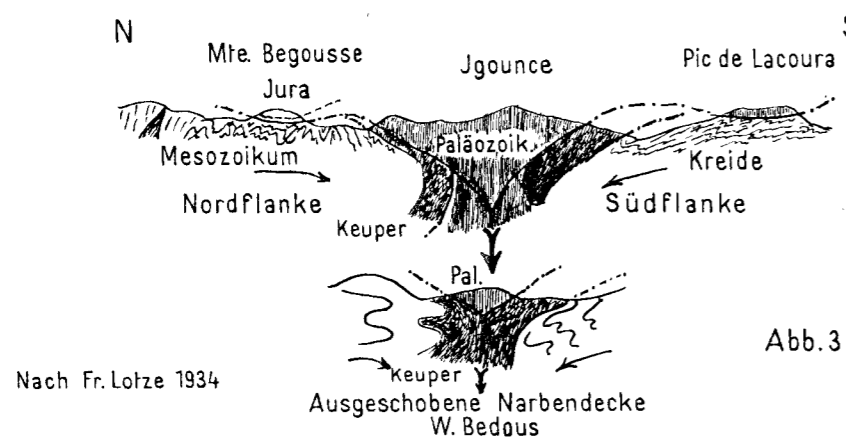 N
S
Mte. Begousse
Jgounce
Pic de Lacoura
Jura
Paläozoik.
Mesozoikum
Kreide
Nordflanke
Südflanke
Keuper
Pal.
Abb.3
Keuper
Nach Fr. Lotze 1934
Ausgeschobene Narbendecke
W. Bedous